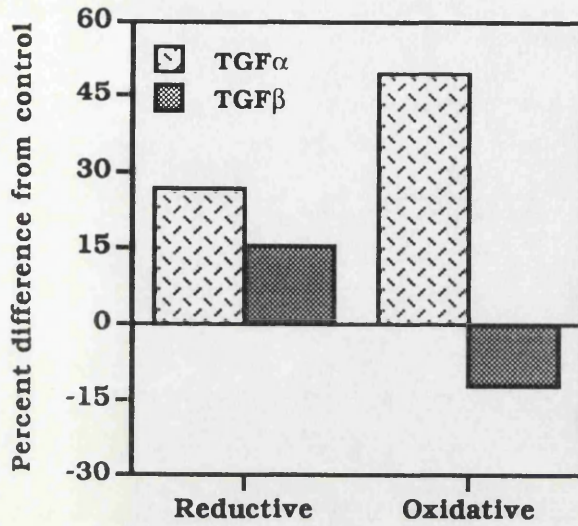 Percent difference from control
60
45
30
15
0
-15
-30
TGFα
TGFβ
Reductive
Oxidative